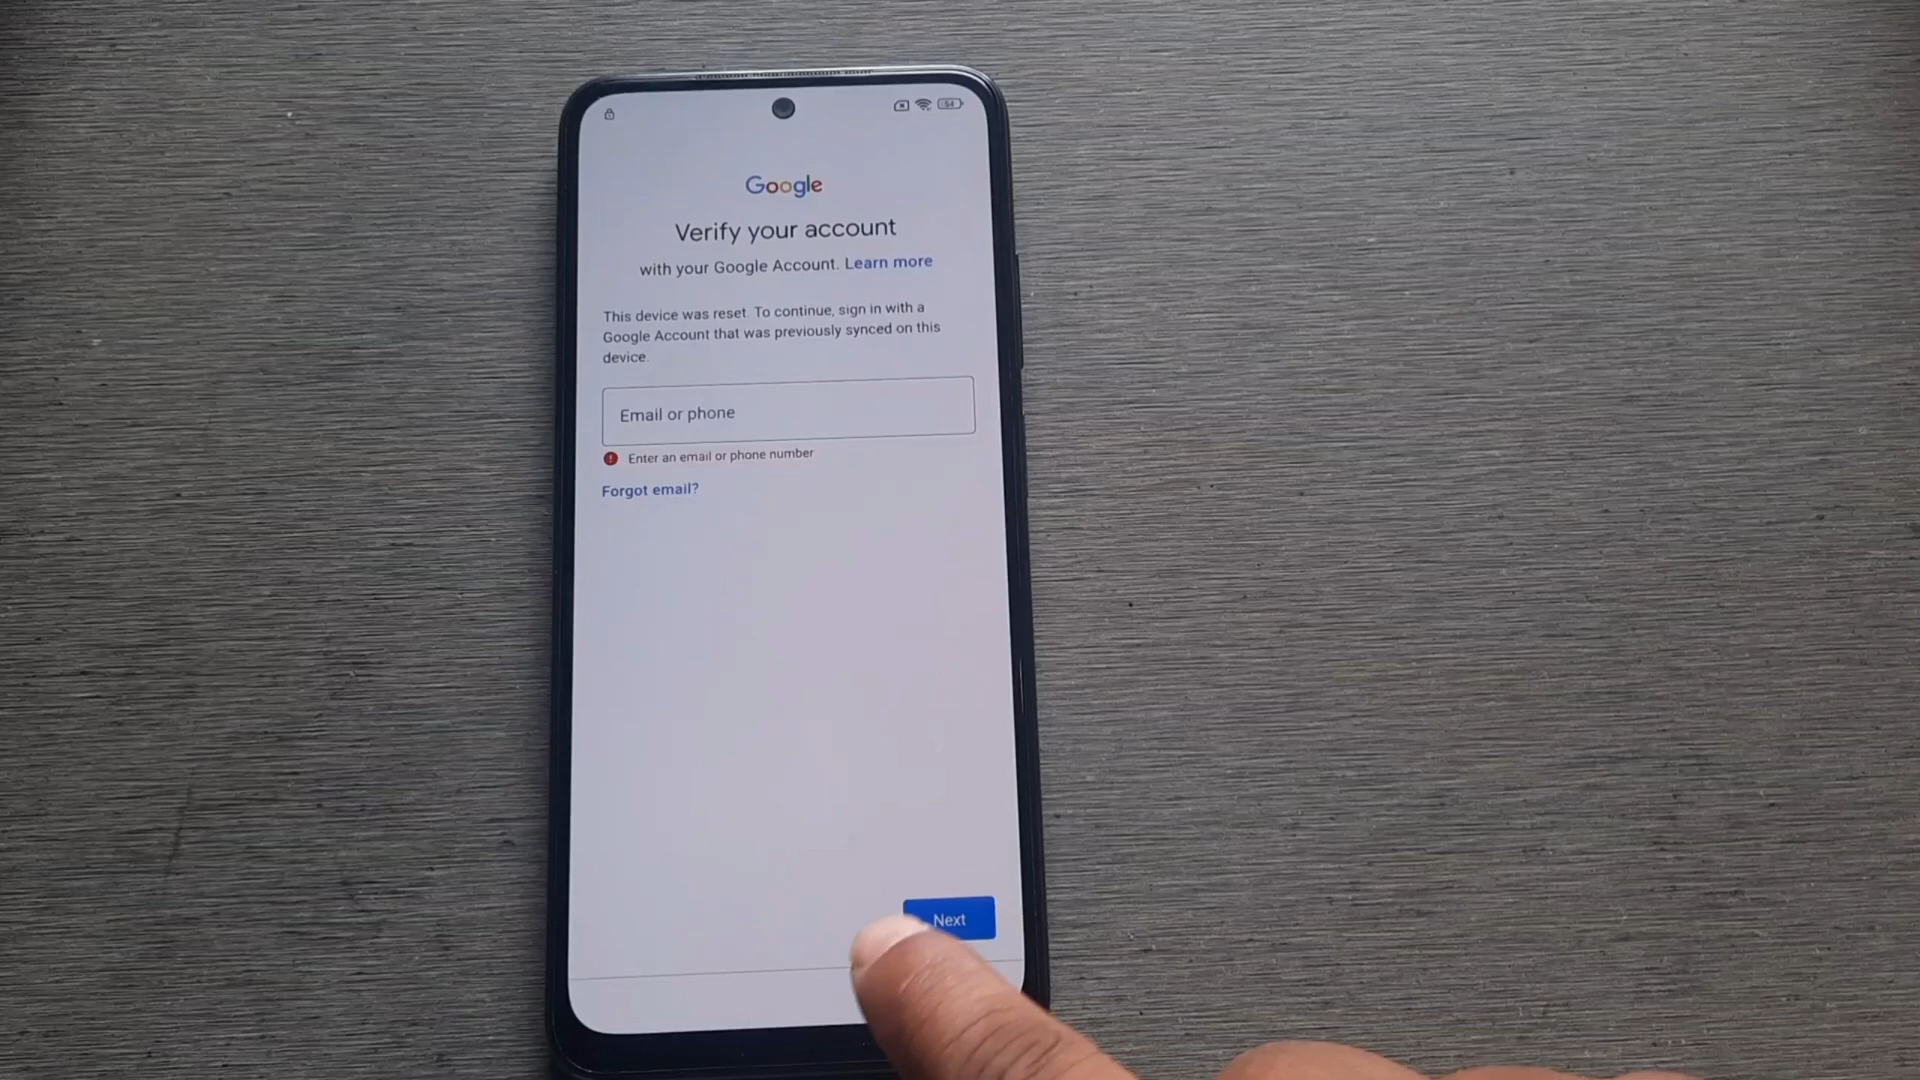 54
Google
Verify your account
with your Google Account. Learn more
This device was reset. To continue, sign in with a
Google Account that was previously synced on this
device.
Email or phone
Enter an email or phone number
Forgot email?
Next